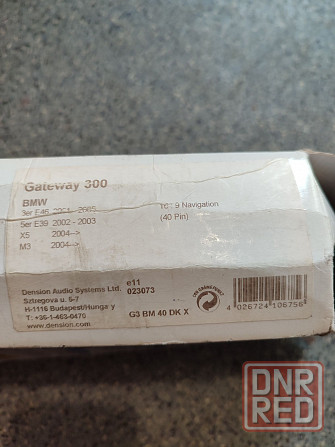 Gateway 300
BMW
3er E46 2001 - 2005
5er E39 2002 - 2003
X5 2004-->
M3 2004-->
16 : 9 Navigation
(40 Pin)
Dension Audio Systems Ltd.
Sztregova u. 5-7
H-1116 Budapest/Hungary
T: +36-1-463-0470
www.dension.com
e11
023073
G3 BM 40 DK X
4 026724 106756
DNR
RED